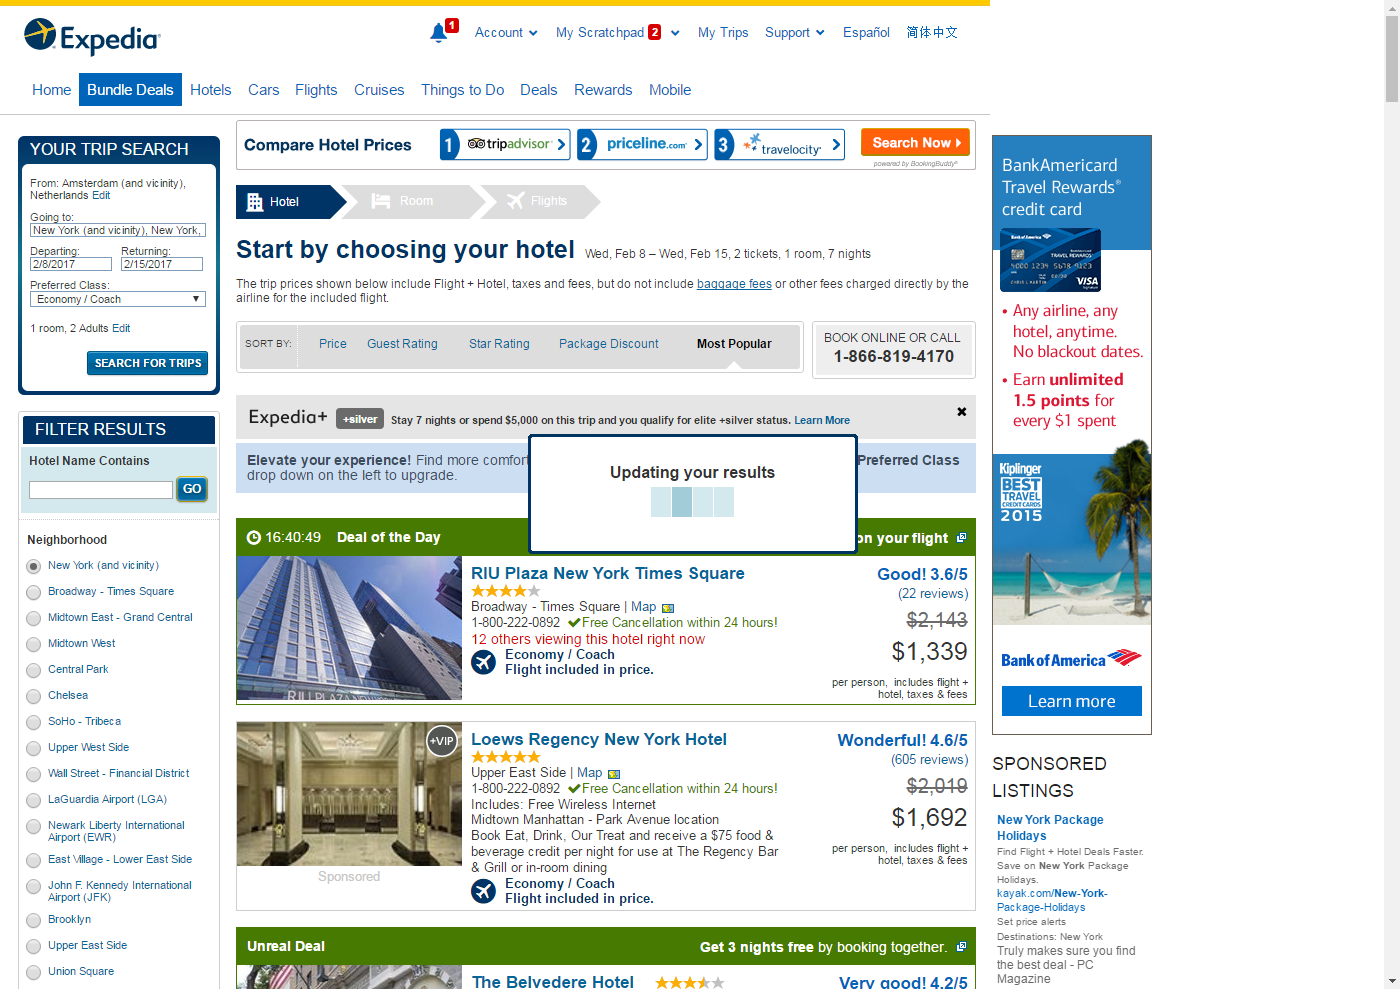 Expedia
1
Account
My Scratchpad 2
My Trips
Support
Español
简体中文
Home
Bundle Deals
Hotels
Cars
Flights
Cruises
Things to Do
Deals
Rewards
Mobile
YOUR TRIP SEARCH
From: Amsterdam (and vicinity),
Netherlands Edit
Going to:
New York (and vicinity), New York,
Departing:
Returning:
2/8/2017
2/15/2017
Preferred Class:
Economy / Coach
1 room, 2 Adults Edit
SEARCH FOR TRIPS
FILTER RESULTS
Hotel Name Contains
GO
Neighborhood
New York (and vicinity)
Broadway - Times Square
Midtown East - Grand Central
Midtown West
Central Park
Chelsea
SoHo - Tribeca
Upper West Side
Wall Street - Financial District
LaGuardia Airport (LGA)
Newark Liberty International
Airport (EWR)
East Village - Lower East Side
John F. Kennedy International
Airport (JFK)
Brooklyn
Upper East Side
Union Square
Compare Hotel Prices
1 tripadvisor
2 priceline.com
3 travelocity
Search Now
powered by BookingBuddy
Hotel
Room
Flights
Start by choosing your hotel
Wed, Feb 8 – Wed, Feb 15, 2 tickets, 1 room, 7 nights
The trip prices shown below include Flight + Hotel, taxes and fees, but do not include baggage fees or other fees charged directly by the
airline for the included flight.
SORT BY:
Price
Guest Rating
Star Rating
Package Discount
Most Popular
BOOK ONLINE OR CALL
1-866-819-4170
Expedia+
+silver
Stay 7 nights or spend $5,000 on this trip and you qualify for elite +silver status. Learn More
Elevate your experience! Find more comfort
Preferred Class
drop down on the left to upgrade.
Updating your results
16:40:49
Deal of the Day
on your flight
RIU PLAZA NEW
RIU Plaza New York Times Square
Broadway - Times Square | Map
1-800-222-0892
Free Cancellation within 24 hours!
12 others viewing this hotel right now
Economy / Coach
Flight included in price.
Good! 3.6/5
(22 reviews)
$2,143
$1,339
per person, includes flight +
hotel, taxes & fees
+VIP
Sponsored
Loews Regency New York Hotel
Upper East Side | Map
1-800-222-0892
Free Cancellation within 24 hours!
Includes: Free Wireless Internet
Midtown Manhattan - Park Avenue location
Book Eat, Drink, Our Treat and receive a $75 food &
beverage credit per night for use at The Regency Bar
& Grill or in-room dining
Economy / Coach
Flight included in price.
Wonderful! 4.6/5
(605 reviews)
$2,019
$1,692
per person, includes flight +
hotel, taxes & fees
Unreal Deal
Get 3 nights free by booking together.
The Belvedere Hotel
Very good! 4.2/5
BankAmericard
Travel Rewards®
credit card
Bank of America
TRAVEL REWARDS
4000 1234 5678 9123
CHRIS L MARTIN
VISA
• Any airline, any
hotel, anytime.
No blackout dates.
• Earn unlimited
1.5 points for
every $1 spent
Kiplinger
BEST
TRAVEL
CREDIT CARDS
2015
Bank of America
Learn more
SPONSORED
LISTINGS
New York Package
Holidays
Find Flight + Hotel Deals Faster.
Save on New York Package
Holidays.
kayak.com/New-York-
Package-Holidays
Set price alerts
Destinations: New York
Truly makes sure you find
the best deal - PC
Magazine